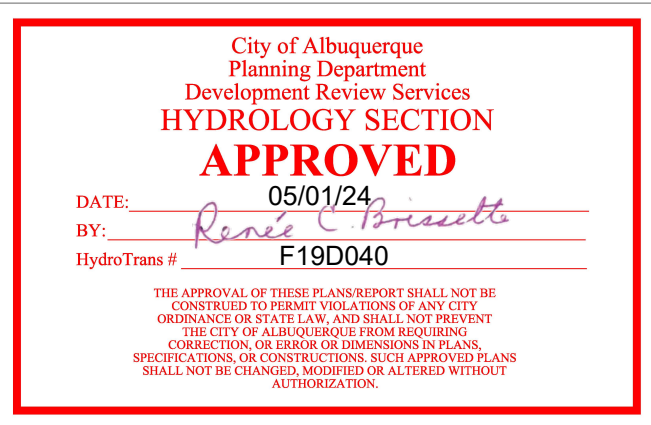 City of Albuquerque
Planning Department
Development Review Services
HYDROLOGY SECTION
APPROVED
DATE: 05/01/24
BY: Renée C. Brissette
HydroTrans # F19D040
THE APPROVAL OF THESE PLANS/REPORT SHALL NOT BE
CONSTRUED TO PERMIT VIOLATIONS OF ANY CITY
ORDINANCE OR STATE LAW, AND SHALL NOT PREVENT
THE CITY OF ALBUQUERQUE FROM REQUIRING
CORRECTION, OR ERROR OR DIMENSIONS IN PLANS,
SPECIFICATIONS, OR CONSTRUCTIONS. SUCH APPROVED PLANS
SHALL NOT BE CHANGED, MODIFIED OR ALTERED WITHOUT
AUTHORIZATION.